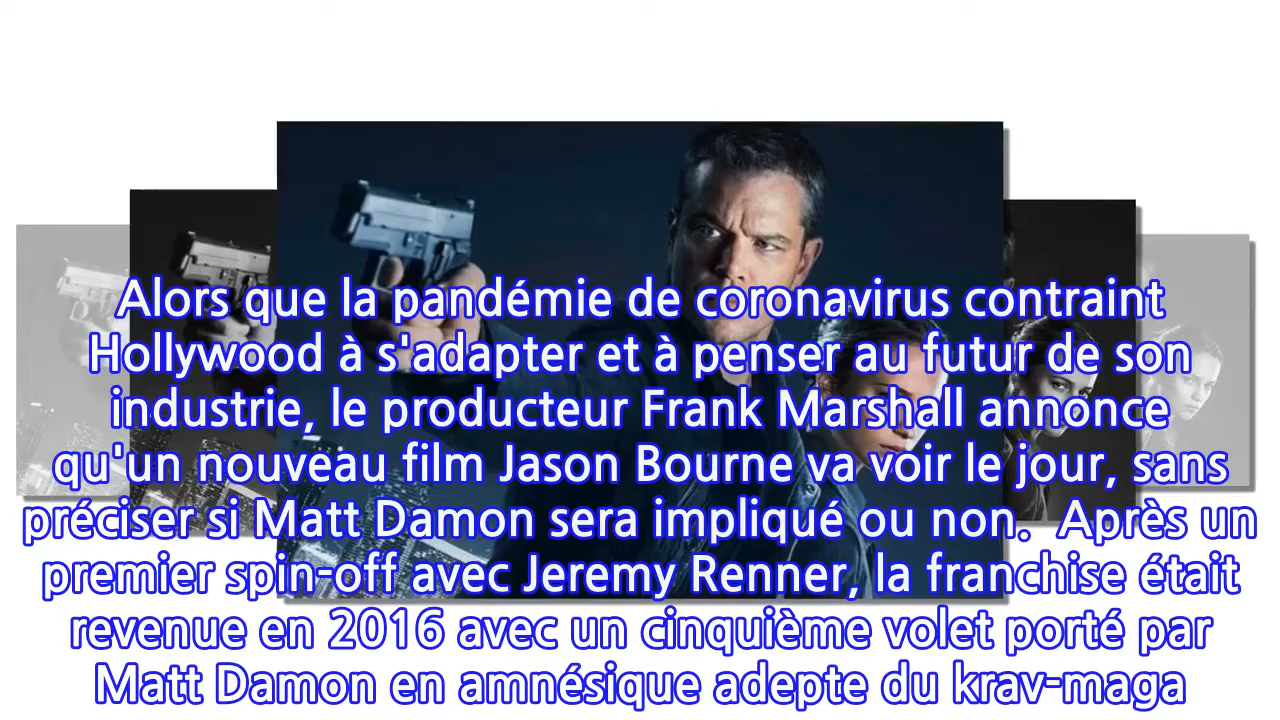 Alors que la pandémie de coronavirus contraint
Hollywood à s'adapter et à penser au futur de son
industrie, le producteur Frank Marshall annonce
qu'un nouveau film Jason Bourne va voir le jour, sans
préciser si Matt Damon sera impliqué ou non.  Après un
premier spin-off avec Jeremy Renner, la franchise était
revenue en 2016 avec un cinquième volet porté par
Matt Damon en amnésique adepte du krav-maga